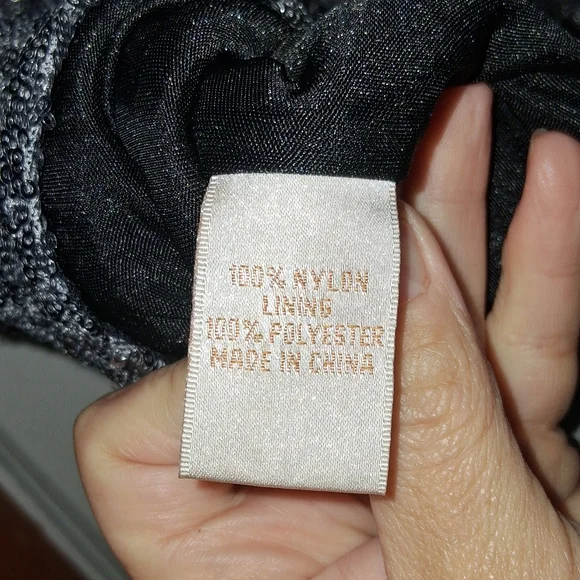 100% NYLON
LINING
100% POLYESTER
MADE IN CHINA